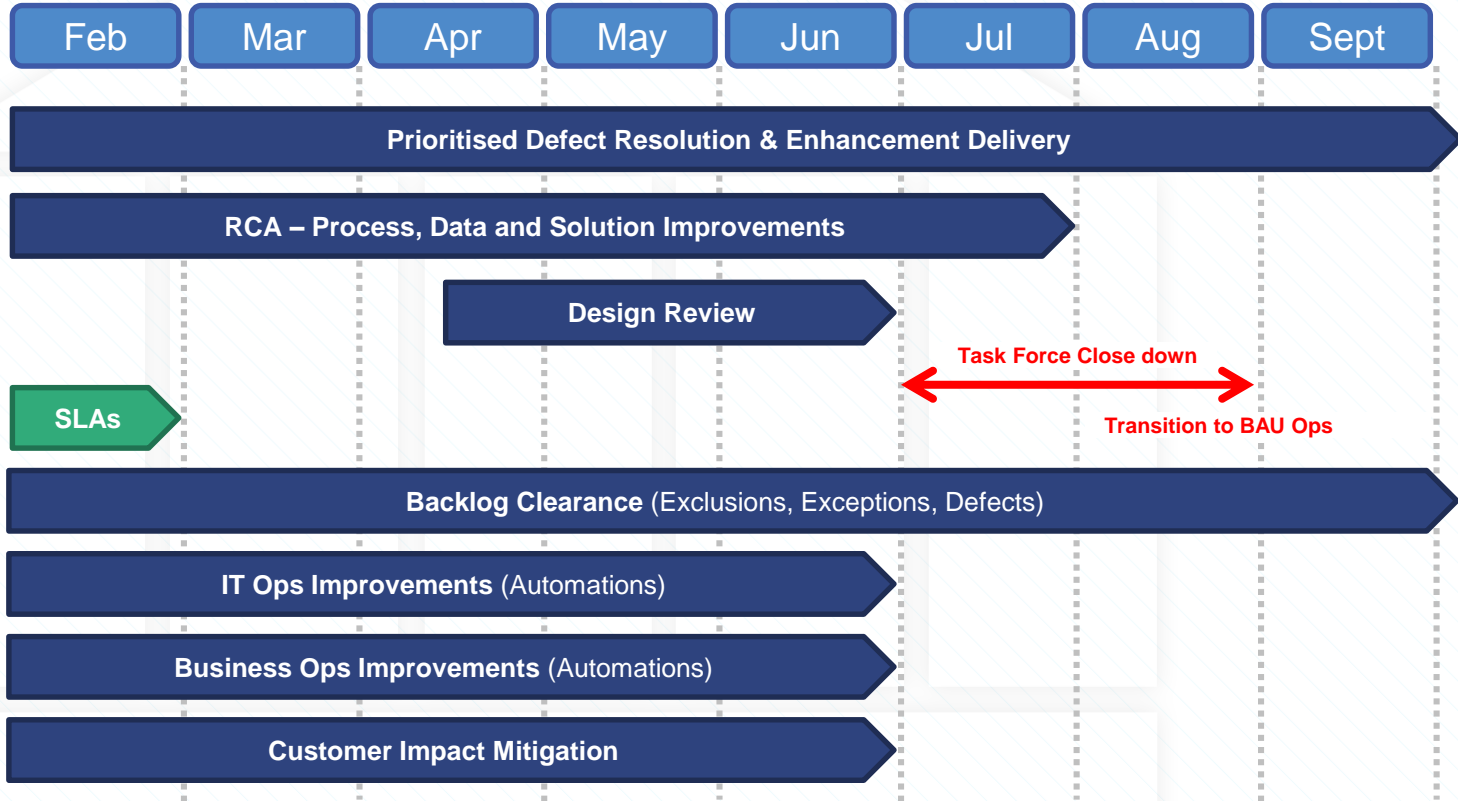 Feb Mar Apr May Jun Jul Aug Sept
Prioritised Defect Resolution & Enhancement Delivery
RCA – Process, Data and Solution Improvements
Design Review
Task Force Close down
SLAs
Transition to BAU Ops
Backlog Clearance (Exclusions, Exceptions, Defects)
IT Ops Improvements (Automations)
Business Ops Improvements (Automations)
Customer Impact Mitigation